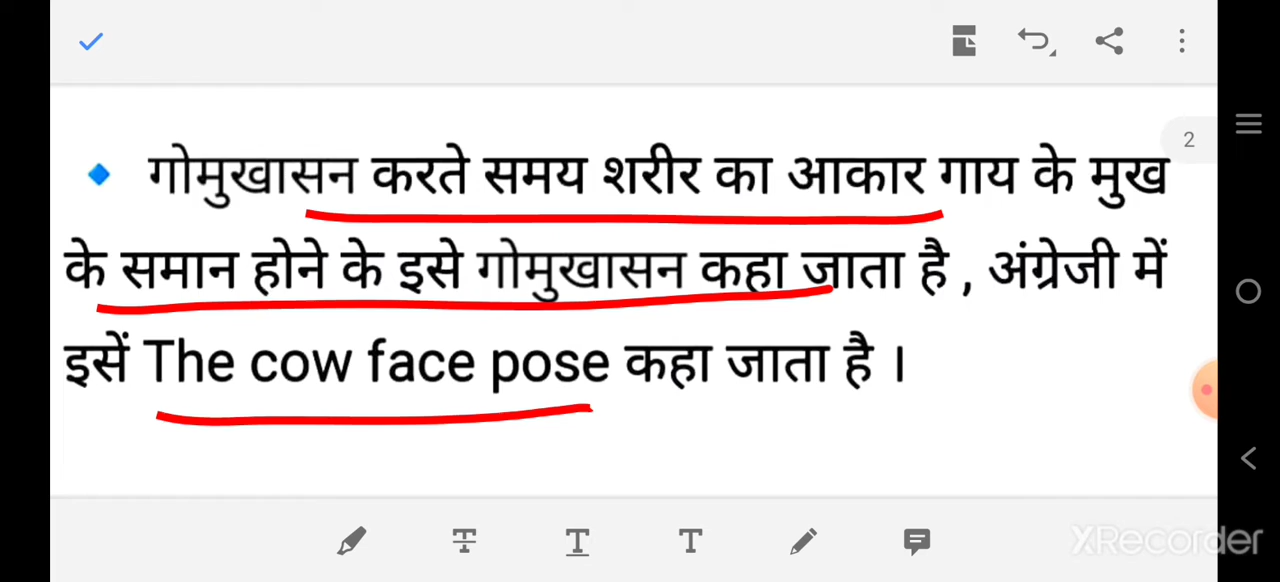 2
गोमुखासन करते समय शरीर का आकार गाय के मुख
के समान होने के इसे गोमुखासन कहा जाता है , अंग्रेजी में
इसें The cow face pose कहा जाता है ।
T T T
XRecorder